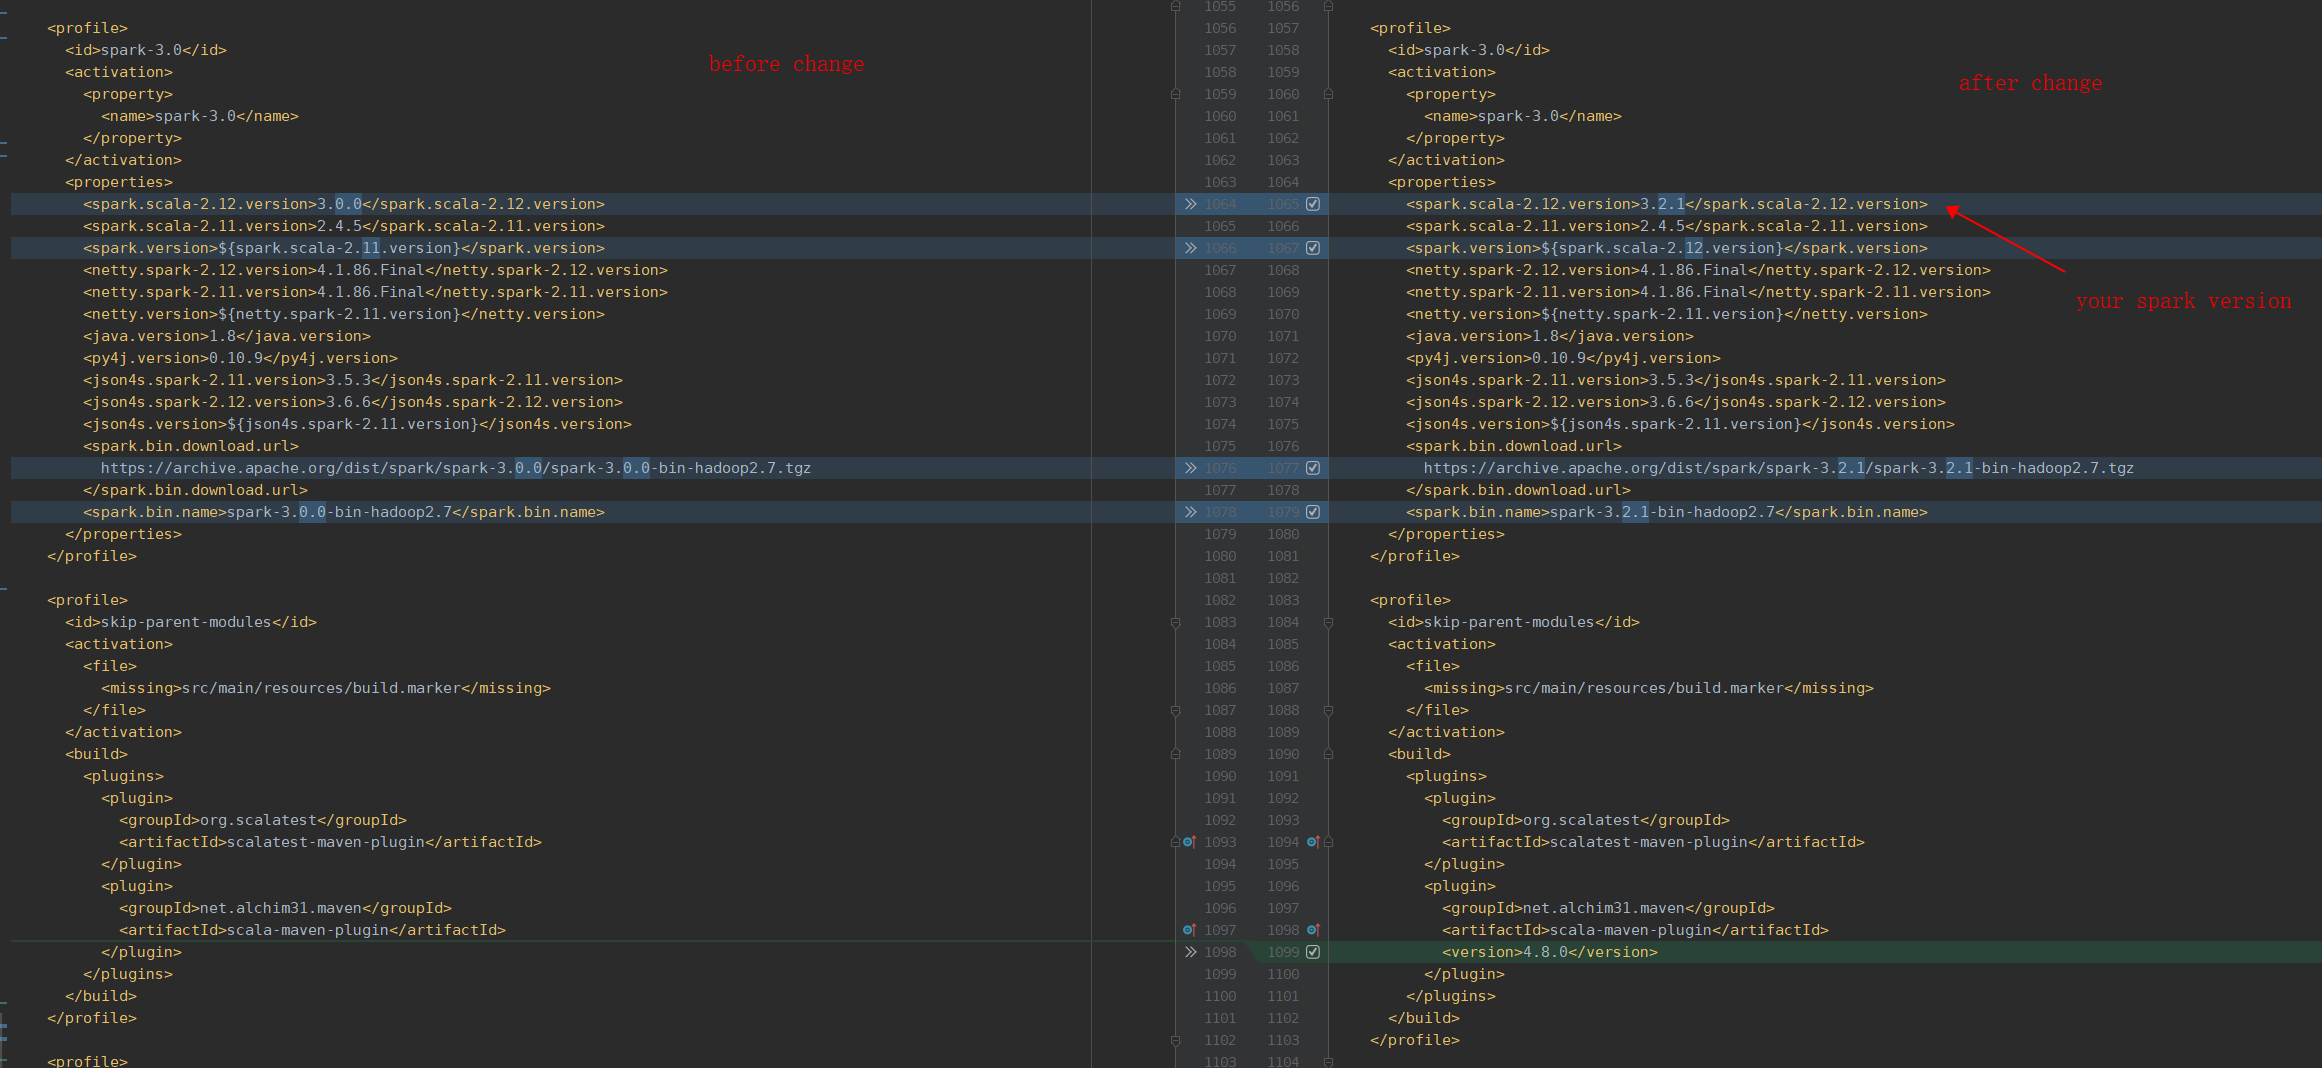 1055 1056
<profile> 1056 1057 <profile>
<id>spark-3.0</id> 1057 1058 <id>spark-3.0</id>
before change
<activation> 1058 1059 <activation>
after change
<property> 1059 1060 <property>
<name>spark-3.0</name> 1060 1061 <name>spark-3.0</name>
</property> 1061 1062 </property>
</activation> 1062 1063 </activation>
<properties> 1063 1064 <properties>
<spark.scala-2.12.version>3.0.0</spark.scala-2.12.version> 1064 1065 <spark.scala-2.12.version>3.2.1</spark.scala-2.12.version>
<spark.scala-2.11.version>2.4.5</spark.scala-2.11.version> 1065 1066 <spark.scala-2.11.version>2.4.5</spark.scala-2.11.version>
<spark.version>${spark.scala-2.11.version}</spark.version> 1066 1067 <spark.version>${spark.scala-2.12.version}</spark.version>
<netty.spark-2.12.version>4.1.86.Final</netty.spark-2.12.version> 1067 1068 <netty.spark-2.12.version>4.1.86.Final</netty.spark-2.12.version>
<netty.spark-2.11.version>4.1.86.Final</netty.spark-2.11.version> 1068 1069 <netty.spark-2.11.version>4.1.86.Final</netty.spark-2.11.version>
your spark version
<netty.version>${netty.spark-2.11.version}</netty.version> 1069 1070 <netty.version>${netty.spark-2.11.version}</netty.version>
<java.version>1.8</java.version> 1070 1071 <java.version>1.8</java.version>
<py4j.version>0.10.9</py4j.version> 1071 1072 <py4j.version>0.10.9</py4j.version>
<json4s.spark-2.11.version>3.5.3</json4s.spark-2.11.version> 1072 1073 <json4s.spark-2.11.version>3.5.3</json4s.spark-2.11.version>
<json4s.spark-2.12.version>3.6.6</json4s.spark-2.12.version> 1073 1074 <json4s.spark-2.12.version>3.6.6</json4s.spark-2.12.version>
<json4s.version>${json4s.spark-2.11.version}</json4s.version> 1074 1075 <json4s.version>${json4s.spark-2.11.version}</json4s.version>
<spark.bin.download.url> 1075 1076 <spark.bin.download.url>
https://archive.apache.org/dist/spark/spark-3.0.0/spark-3.0.0-bin-hadoop2.7.tgz 1076 1077 https://archive.apache.org/dist/spark/spark-3.2.1/spark-3.2.1-bin-hadoop2.7.tgz
</spark.bin.download.url> 1077 1078 </spark.bin.download.url>
<spark.bin.name>spark-3.0.0-bin-hadoop2.7</spark.bin.name> 1078 1079 <spark.bin.name>spark-3.2.1-bin-hadoop2.7</spark.bin.name>
</properties> 1079 1080 </properties>
</profile> 1080 1081 </profile>
1081 1082
<profile> 1082 1083 <profile>
<id>skip-parent-modules</id> 1083 1084 <id>skip-parent-modules</id>
<activation> 1084 1085 <activation>
<file> 1085 1086 <file>
<missing>src/main/resources/build.marker</missing> 1086 1087 <missing>src/main/resources/build.marker</missing>
</file> 1087 1088 </file>
</activation> 1088 1089 </activation>
<build> 1089 1090 <build>
<plugins> 1090 1091 <plugins>
<plugin> 1091 1092 <plugin>
<groupId>org.scalatest</groupId> 1092 1093 <groupId>org.scalatest</groupId>
<artifactId>scalatest-maven-plugin</artifactId> 1093 1094 <artifactId>scalatest-maven-plugin</artifactId>
</plugin> 1094 1095 </plugin>
<plugin> 1095 1096 <plugin>
<groupId>net.alchim31.maven</groupId> 1096 1097 <groupId>net.alchim31.maven</groupId>
<artifactId>scala-maven-plugin</artifactId> 1097 1098 <artifactId>scala-maven-plugin</artifactId>
</plugin> 1098 1099 <version>4.8.0</version>
</plugins> 1099 1100 </plugin>
</build> 1100 1101 </plugins>
</profile> 1101 1102 </build>
1102 1103 </profile>
<profile> 1103 1104